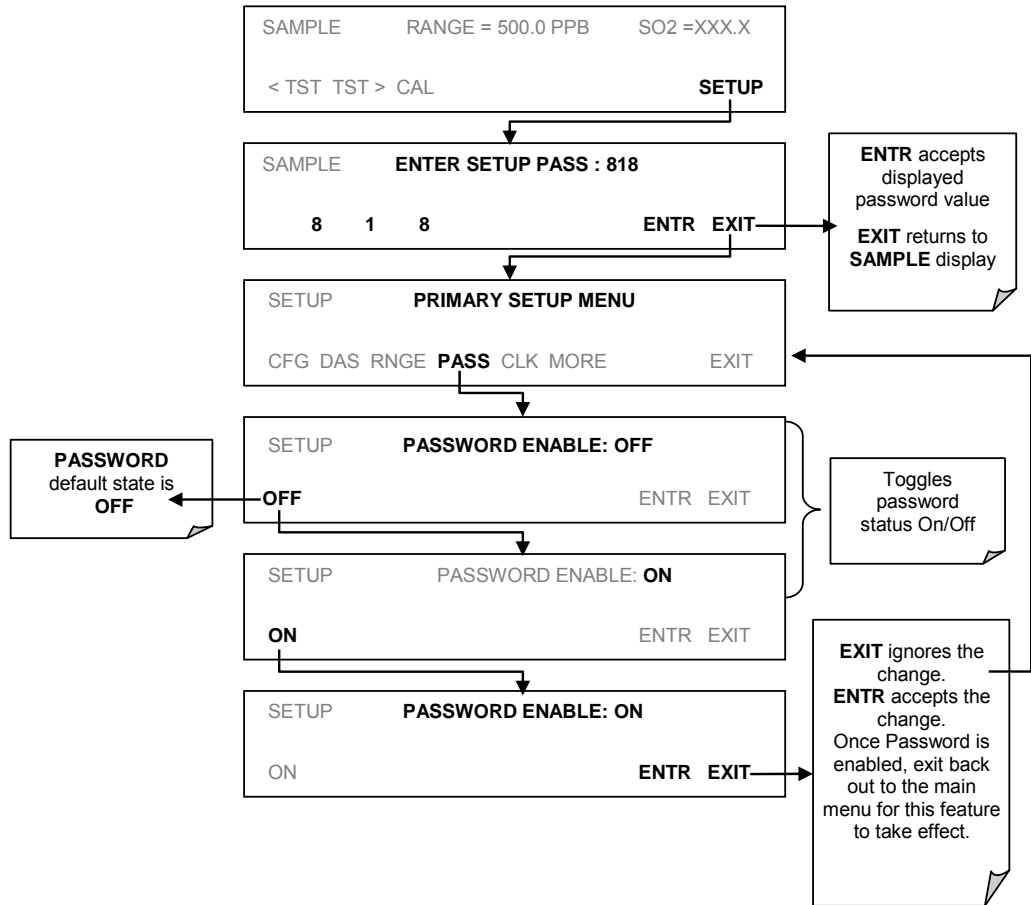 SAMPLE RANGE = 500.0 PPB SO2 =XXX.X
< TST TST > CAL SETUP
SAMPLE ENTER SETUP PASS : 818
8 1 8 ENTR EXIT
ENTR accepts
displayed
password value
EXIT returns to
SAMPLE display
SETUP PRIMARY SETUP MENU
CFG DAS RNGE PASS CLK MORE EXIT
SETUP PASSWORD ENABLE: OFF
OFF ENTR EXIT
PASSWORD
default state is
OFF
Toggles
password
status On/Off
SETUP PASSWORD ENABLE: ON
ON ENTR EXIT
SETUP PASSWORD ENABLE: ON
ON ENTR EXIT
EXIT ignores the
change.
ENTR accepts the
change.
Once Password is
enabled, exit back
out to the main
menu for this feature
to take effect.